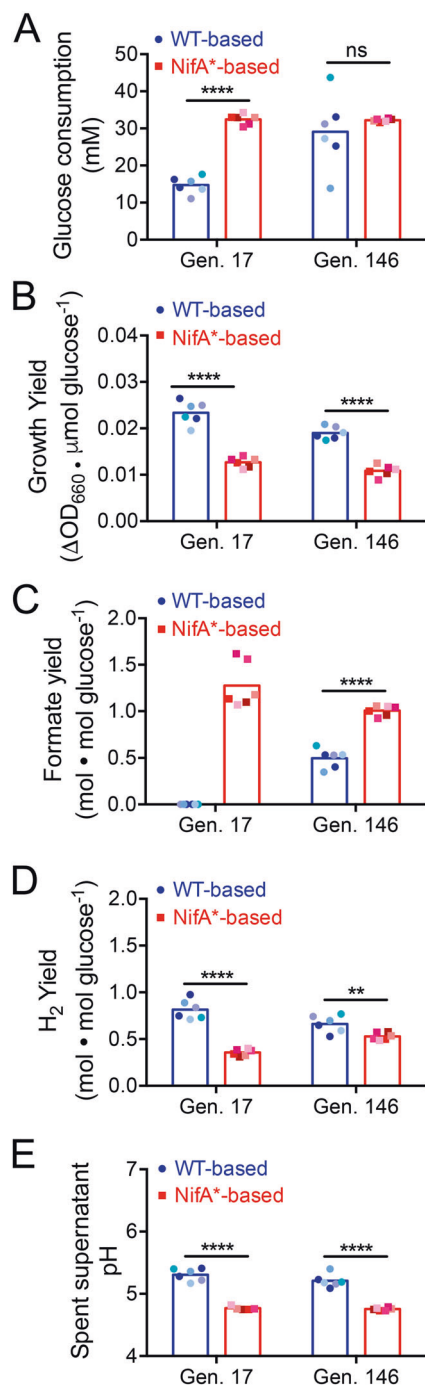 A
WT-based
NifA*-based
Glucose consumption
(mM)
60
50
40
30
20
10
0
****
ns
Gen. 17
Gen. 146
B
WT-based
NifA*-based
Growth Yield
(ΔOD660 • µmol glucose⁻¹)
0.04
0.03
0.02
0.01
0.00
****
****
Gen. 17
Gen. 146
C
WT-based
NifA*-based
Formate yield
(mol • mol glucose⁻¹)
2.0
1.5
1.0
0.5
0.0
****
Gen. 17
Gen. 146
D
WT-based
NifA*-based
H2 Yield
(mol • mol glucose⁻¹)
2.0
1.5
1.0
0.5
0.0
****
**
Gen. 17
Gen. 146
E
WT-based
NifA*-based
Spent supernatant
pH
7
6
5
4
****
****
Gen. 17
Gen. 146